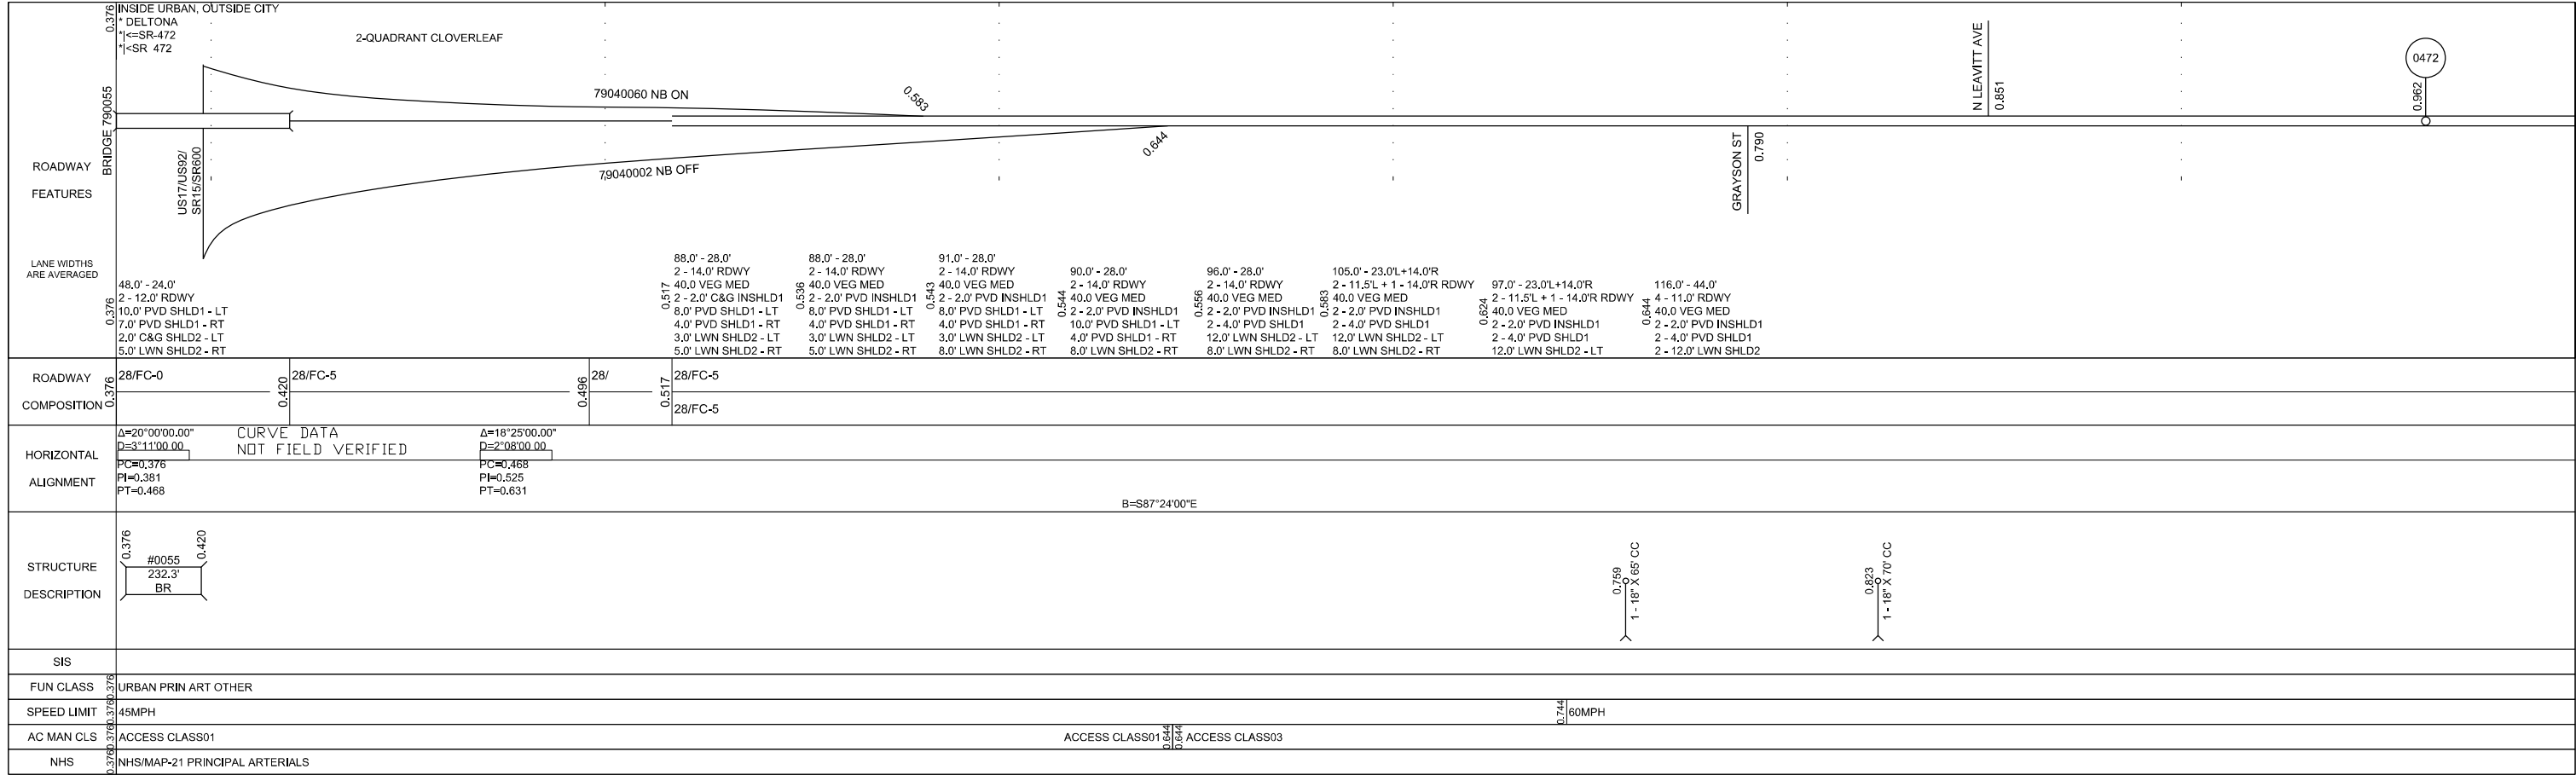 0.376
INSIDE URBAN, OUTSIDE CITY
* DELTONA
*|<=SR-472
*|<SR 472
2-QUADRANT CLOVERLEAF
BRIDGE 790055
US17/US92/
SR15/SR600
79040060 NB ON
0.583
79040002 NB OFF
0.644
N LEAVITT AVE
0.851
GRAYSON ST
0.790
0472
0.962
ROADWAY
FEATURES
LANE WIDTHS
ARE AVERAGED
0.376
48.0' - 24.0'
2 - 12.0' RDWY
10.0' PVD SHLD1 - LT
7.0' PVD SHLD1 - RT
2.0' C&G SHLD2 - LT
5.0' LWN SHLD2 - RT
0.517
88.0' - 28.0'
2 - 14.0' RDWY
40.0 VEG MED
2 - 2.0' C&G INSHLD1
8.0' PVD SHLD1 - LT
4.0' PVD SHLD1 - RT
3.0' LWN SHLD2 - LT
5.0' LWN SHLD2 - RT
0.536
88.0' - 28.0'
2 - 14.0' RDWY
40.0 VEG MED
2 - 2.0' PVD INSHLD1
8.0' PVD SHLD1 - LT
4.0' PVD SHLD1 - RT
3.0' LWN SHLD2 - LT
5.0' LWN SHLD2 - RT
0.543
91.0' - 28.0'
2 - 14.0' RDWY
40.0 VEG MED
2 - 2.0' PVD INSHLD1
8.0' PVD SHLD1 - LT
4.0' PVD SHLD1 - RT
3.0' LWN SHLD2 - LT
8.0' LWN SHLD2 - RT
0.544
90.0' - 28.0'
2 - 14.0' RDWY
40.0 VEG MED
2 - 2.0' PVD INSHLD1
10.0' PVD SHLD1 - LT
4.0' PVD SHLD1 - RT
8.0' LWN SHLD2 - RT
0.556
96.0' - 28.0'
2 - 14.0' RDWY
40.0 VEG MED
2 - 2.0' PVD INSHLD1
2 - 4.0' PVD SHLD1
12.0' LWN SHLD2 - LT
8.0' LWN SHLD2 - RT
0.583
105.0' - 23.0'L+14.0'R
2 - 11.5'L + 1 - 14.0'R RDWY
40.0 VEG MED
2 - 2.0' PVD INSHLD1
2 - 4.0' PVD SHLD1
12.0' LWN SHLD2 - LT
8.0' LWN SHLD2 - RT
0.624
97.0' - 23.0'L+14.0'R
2 - 11.5'L + 1 - 14.0'R RDWY
40.0 VEG MED
2 - 2.0' PVD INSHLD1
2 - 4.0' PVD SHLD1
12.0' LWN SHLD2 - LT
0.644
116.0' - 44.0'
4 - 11.0' RDWY
40.0 VEG MED
2 - 2.0' PVD INSHLD1
2 - 4.0' PVD SHLD1
2 - 12.0' LWN SHLD2
ROADWAY
COMPOSITION
0.376
28/FC-0
0.420
28/FC-5
0.496
28/
0.517
28/FC-5
28/FC-5
HORIZONTAL
ALIGNMENT
Δ=20°00'00.00"
D=3°11'00.00
PC=0.376
PI=0.381
PT=0.468
CURVE DATA
NOT FIELD VERIFIED
Δ=18°25'00.00"
D=2°08'00.00
PC=0.468
PI=0.525
PT=0.631
B=S87°24'00"E
STRUCTURE
DESCRIPTION
0.376
#0055
232.3'
BR
0.420
0.759
1 - 18" X 65' CC
0.823
1 - 18" X 70' CC
SIS
FUN CLASS
0.376
URBAN PRIN ART OTHER
SPEED LIMIT
0.376
45MPH
0.744
60MPH
AC MAN CLS
0.376
ACCESS CLASS01
ACCESS CLASS01
0.644
0.644
ACCESS CLASS03
NHS
0.376
NHS/MAP-21 PRINCIPAL ARTERIALS